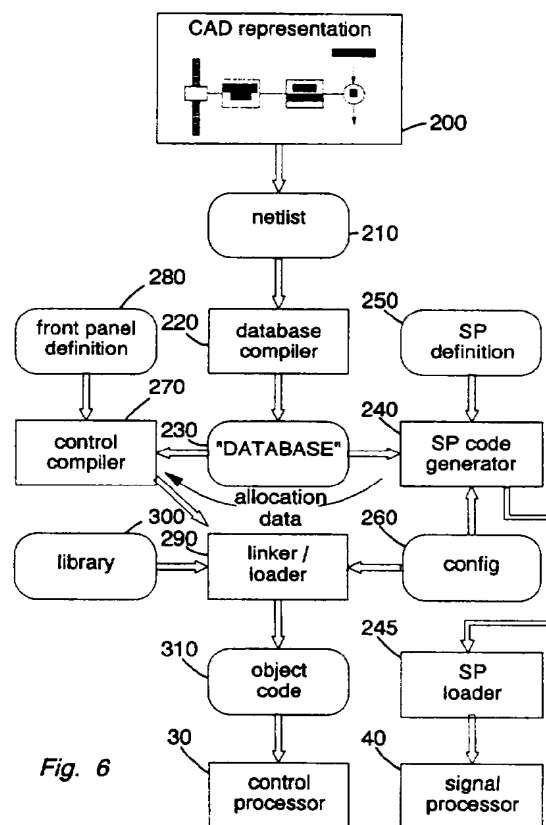 CAD representation
200
netlist
210
280
front panel
definition
220
database
compiler
250
SP
definition
270
control
compiler
230
"DATABASE"
240
SP code
generator
allocation
data
300
library
290
linker /
loader
260
config
310
object
code
245
SP
loader
Fig. 6
30
control
processor
40
signal
processor